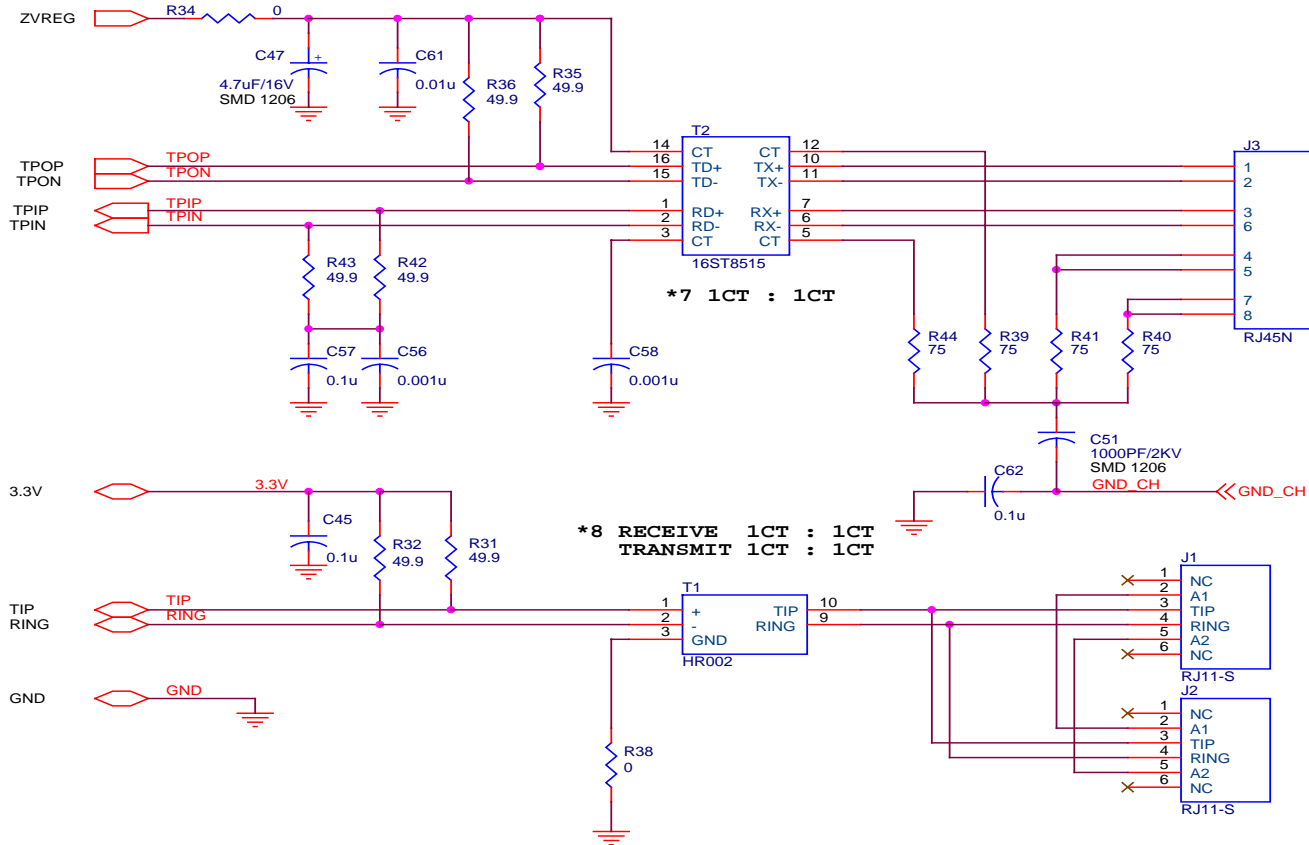 ZVREG
R34
0
C47
4.7uF/16V
SMD 1206
C61
0.01u
R36
49.9
R35
49.9
TPOP
TPON
TPIP
TPIN
TPOP
TPON
TPIP
TPIN
R43
49.9
R42
49.9
C57
0.1u
C56
0.001u
C58
0.001u
T2
14 CT
16 TD+
15 TD-
1 RD+
2 RD-
3 CT
CT 12
TX+ 10
TX- 11
RX+ 7
RX- 6
CT 5
16ST8515
*7 1CT : 1CT
J3
1
2
3
6
4
5
7
8
RJ45N
R44
75
R39
75
R41
75
R40
75
C51
1000PF/2KV
SMD 1206
C62
0.1u
GND_CH
GND_CH
3.3V
3.3V
C45
0.1u
R32
49.9
R31
49.9
*8 RECEIVE 1CT : 1CT
TRANSMIT 1CT : 1CT
TIP
RING
TIP
RING
T1
1 +
2 -
3 GND
TIP 10
RING 9
HR002
GND
GND
R38
0
J1
1 NC
2 A1
3 TIP
4 RING
5 A2
6 NC
RJ11-S
J2
1 NC
2 A1
3 TIP
4 RING
5 A2
6 NC
RJ11-S